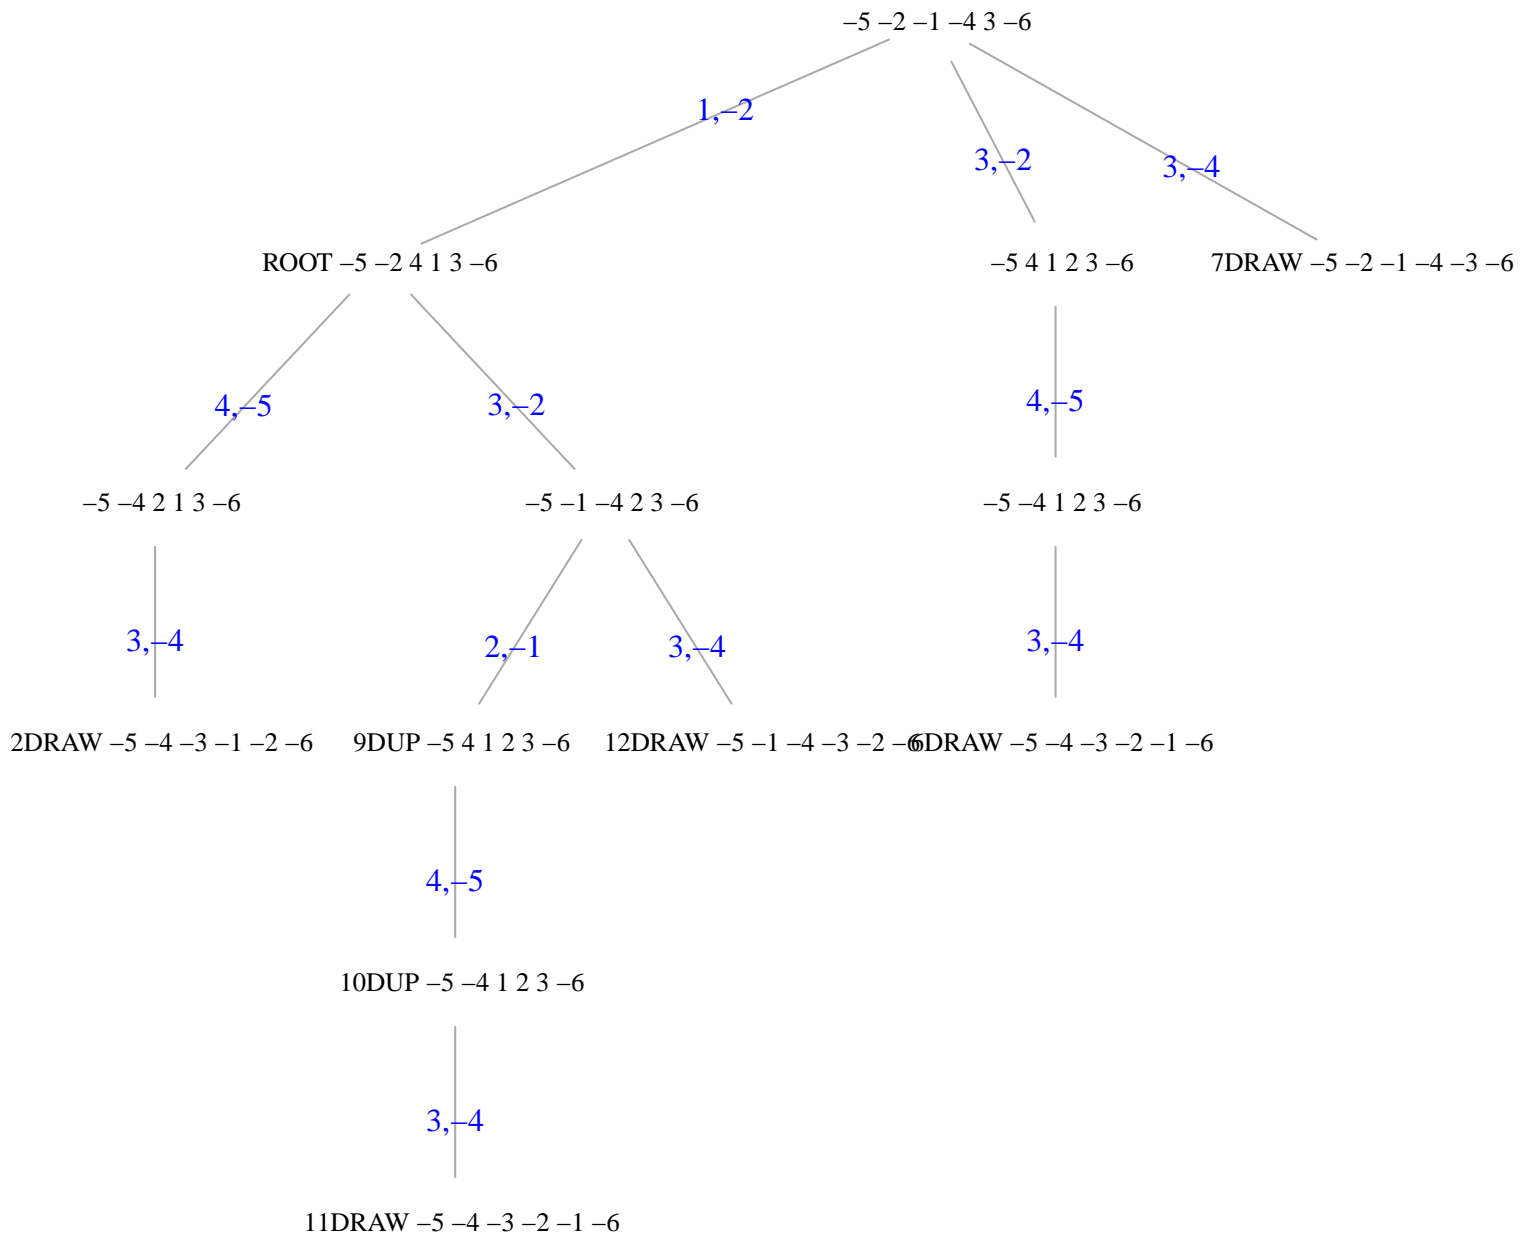 –5 –2 –1 –4 3 –6
1,–2
3,–2
3,–4
ROOT –5 –2 4 1 3 –6
–5 4 1 2 3 –6
7DRAW –5 –2 –1 –4 –3 –6
4,–5
3,–2
4,–5
–5 –4 2 1 3 –6
–5 –1 –4 2 3 –6
–5 –4 1 2 3 –6
3,–4
2,–1
3,–4
3,–4
2DRAW –5 –4 –3 –1 –2 –6
9DUP –5 4 1 2 3 –6
12DRAW –5 –1 –4 –3 –2 –6
6DRAW –5 –4 –3 –2 –1 –6
4,–5
10DUP –5 –4 1 2 3 –6
3,–4
11DRAW –5 –4 –3 –2 –1 –6